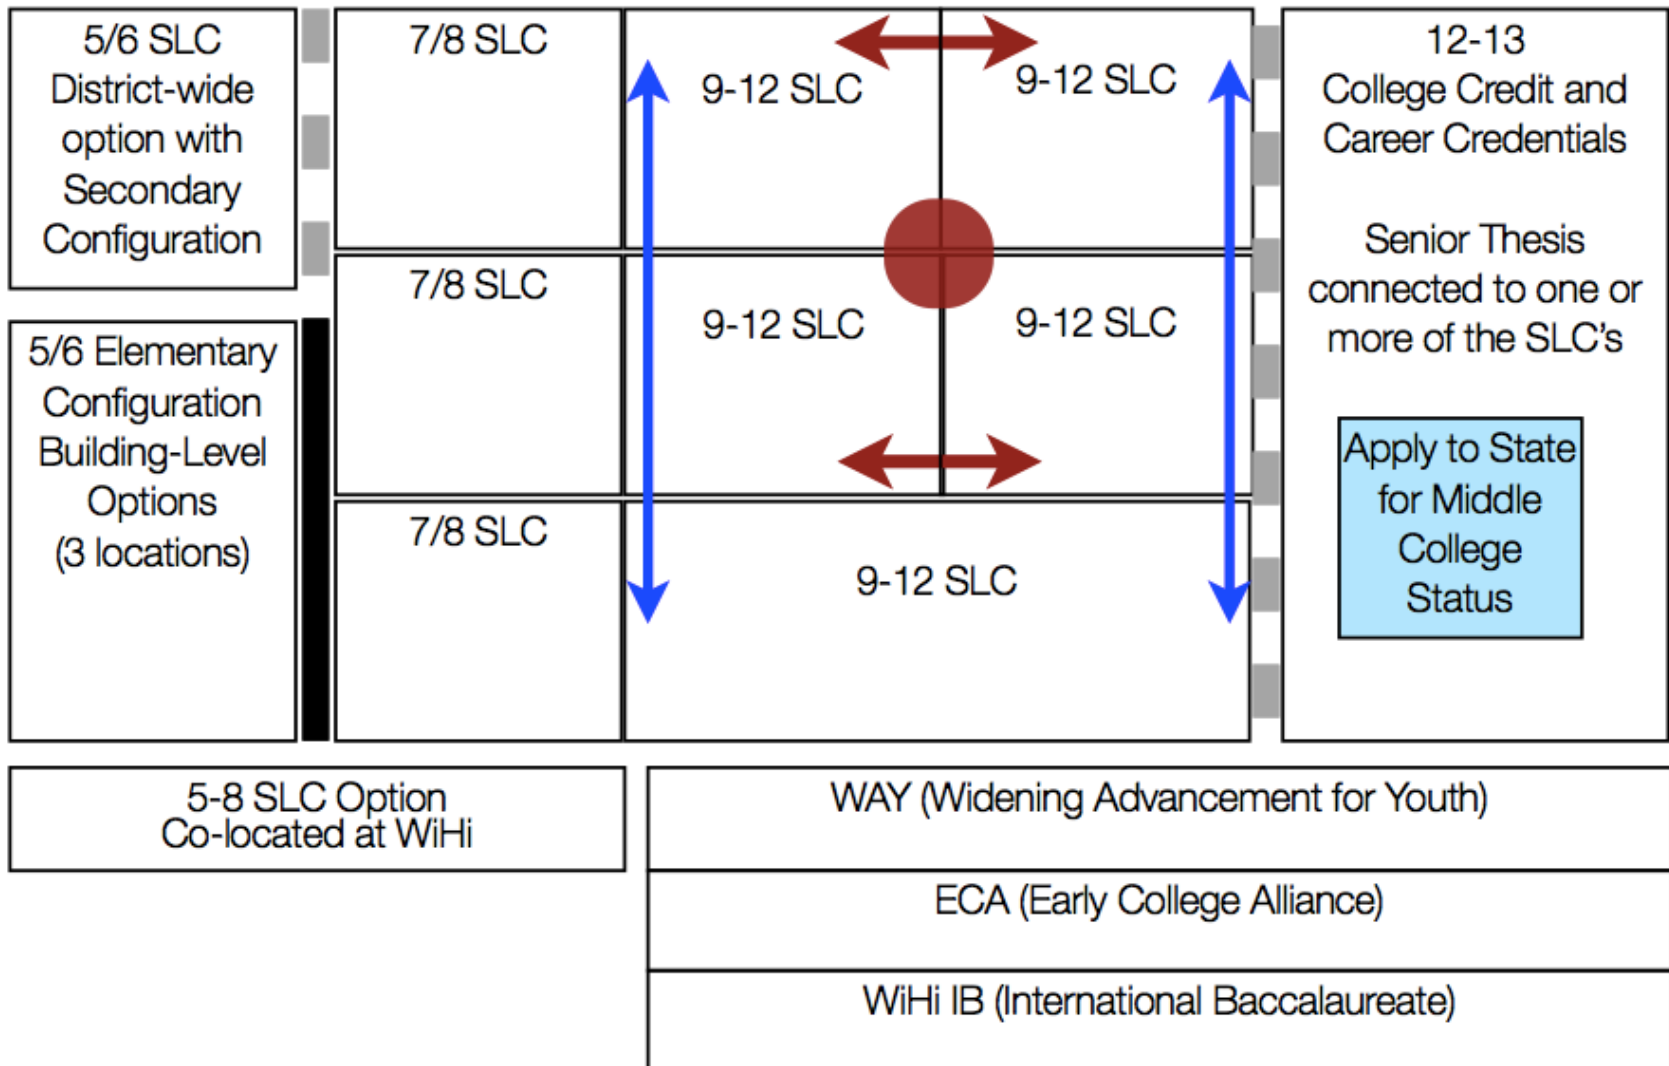 5/6 SLC
District-wide
option with
Secondary
Configuration
5/6 Elementary
Configuration
Building-Level
Options
(3 locations)
7/8 SLC
9-12 SLC
9-12 SLC
7/8 SLC
9-12 SLC
9-12 SLC
7/8 SLC
9-12 SLC
12-13
College Credit and
Career Credentials
Senior Thesis
connected to one or
more of the SLC's
Apply to State
for Middle
College
Status
5-8 SLC Option
Co-located at WiHi
WAY (Widening Advancement for Youth)
ECA (Early College Alliance)
WiHi IB (International Baccalaureate)